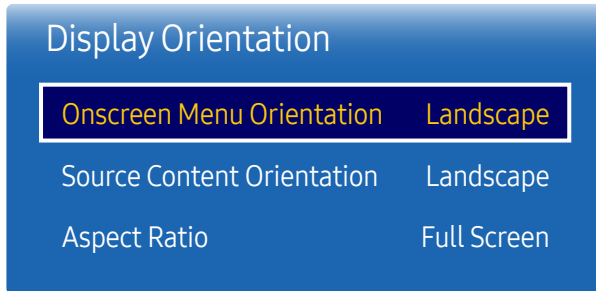 Display Orientation
Onscreen Menu Orientation Landscape
Source Content Orientation Landscape
Aspect Ratio Full Screen